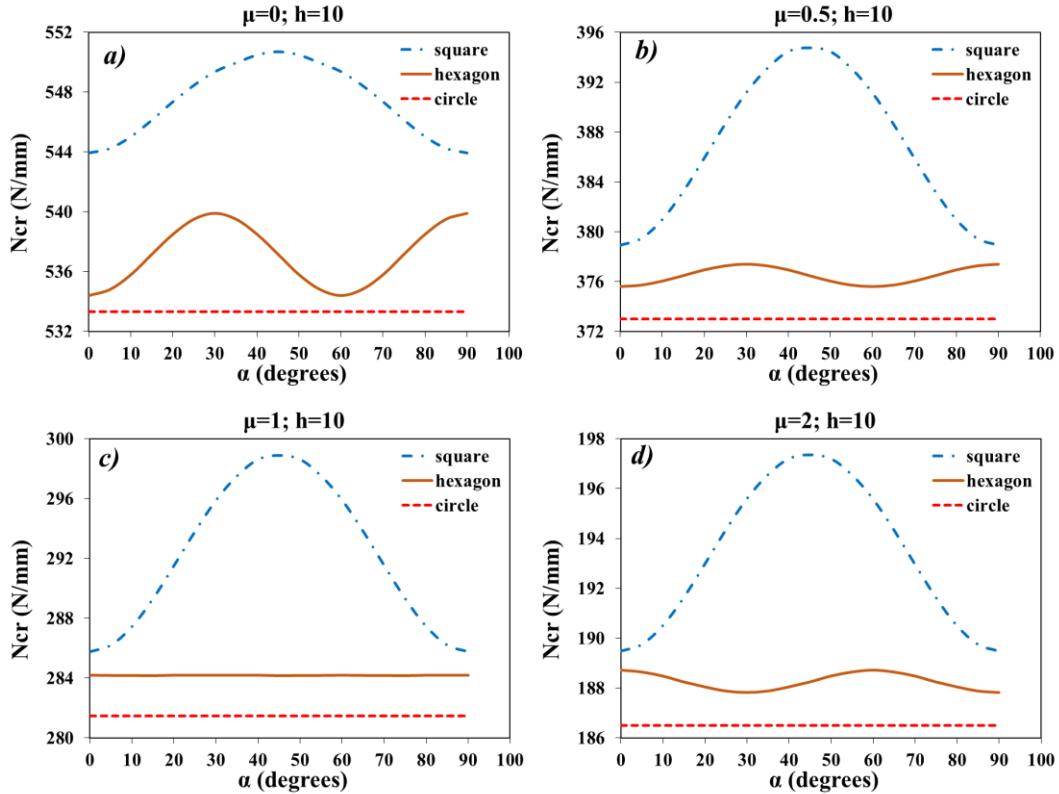 μ=0; h=10
a)
Ncr (N/mm)
552
548
544
540
536
532
square
hexagon
circle
0 10 20 30 40 50 60 70 80 90 100
α (degrees)
μ=0.5; h=10
b)
Ncr (N/mm)
396
392
388
384
380
376
372
square
hexagon
circle
0 10 20 30 40 50 60 70 80 90 100
α (degrees)
μ=1; h=10
c)
Ncr (N/mm)
300
296
292
288
284
280
square
hexagon
circle
0 10 20 30 40 50 60 70 80 90 100
α (degrees)
μ=2; h=10
d)
Ncr (N/mm)
198
196
194
192
190
188
186
square
hexagon
circle
0 10 20 30 40 50 60 70 80 90 100
α (degrees)